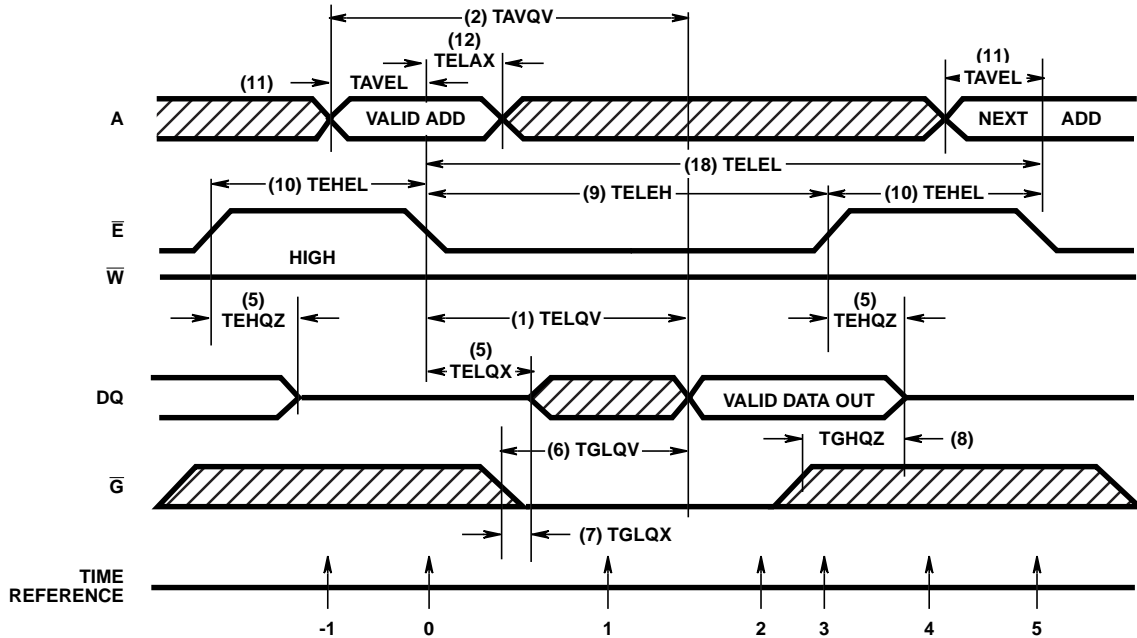 (2) TAVQV
(12)
TELAX
(11) TAVEL
(11)
TAVEL
A VALID ADD NEXT ADD
(18) TELEL
(10) TEHEL (9) TELEH (10) TEHEL
E
HIGH
W
(5)
TEHQZ
(1) TELQV
(5)
TEHQZ
(5)
TELQX
DQ VALID DATA OUT
TGHQZ (8)
(6) TGLQV
G
(7) TGLQX
TIME
REFERENCE
-1 0 1 2 3 4 5